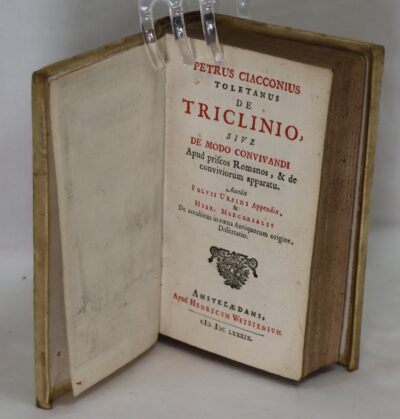 PETRUS CIACCONIUS
TOLETANUS
DE
TRICLINIO,
SIVE
DE MODO CONVIVANDI
Apud priscos Romanos, & de
conviviorum apparatu.
Accedit
FULVII URSINI Appendix,
&
HIER. MERCURIALIS
De accubitus in cœna Antiquorum origine,
Dissertatio.
AMSTELÆDAMI,
Apud HENRICUM WETSTENIUM.
cIɔ Iɔc LXXXIX.